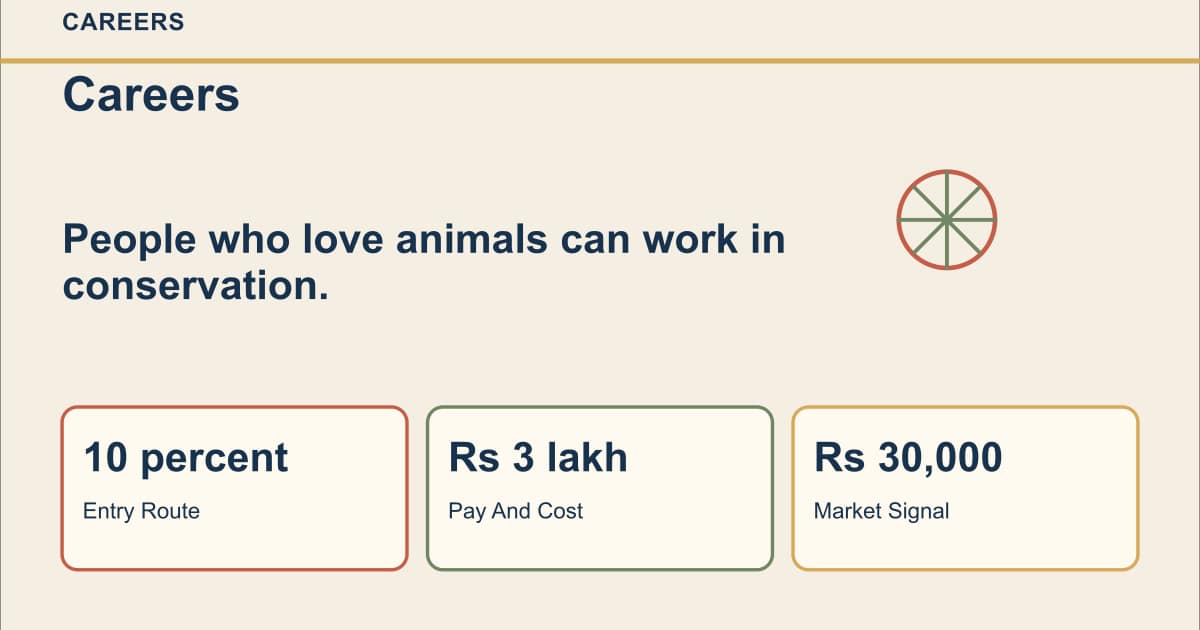 CAREERS
Careers
People who love animals can work in
conservation.
10 percent
Entry Route
Rs 3 lakh
Pay And Cost
Rs 30,000
Market Signal